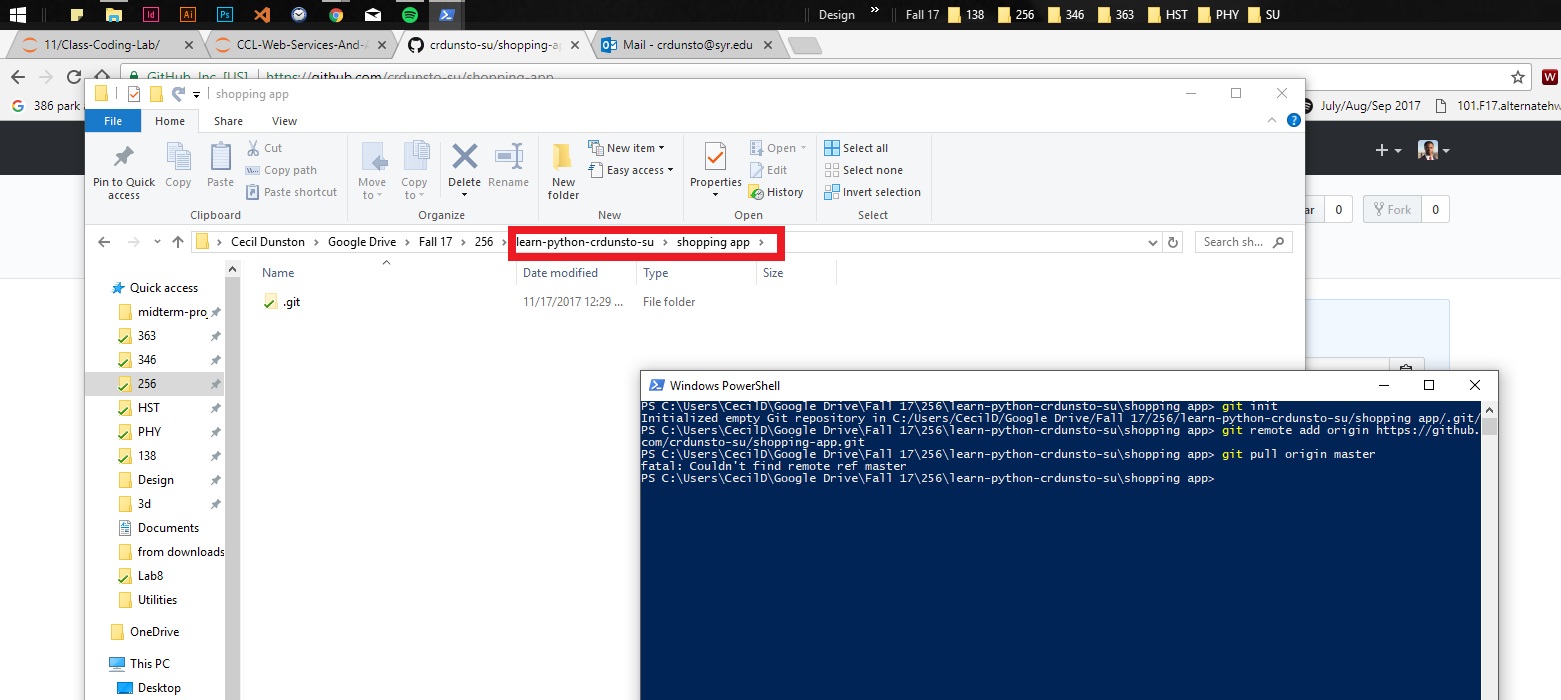 Id Ai Ps Design » Fall 17 138 256 346 363 HST PHY SU
11/Class-Coding-Lab/ CCL-Web-Services-And-A crdunsto-su/shopping-ap Mail - crdunsto@syr.edu
GitHub, Inc. [US] https://github.com/crdunsto-su/shopping-app W
shopping app
G 386 park July/Aug/Sep 2017 101.F17.alternatehw
File Home Share View
Select all
Cut New item Open
Copy path Easy access Edit Select none
Paste shortcut History Invert selection
Pin to Quick access Copy Paste Move to Copy to Delete Rename New folder Properties
Clipboard Organize New Open Select
ar 0 Fork 0
Cecil Dunston › Google Drive › Fall 17 › 256 › learn-python-crdunsto-su › shopping app › Search sh...
Name Date modified Type Size
.git 11/17/2017 12:29 ... File folder
Quick access
midterm-proj
363
346
256
HST
PHY
138
Design
3d
Documents
from downloads
Lab8
Utilities
OneDrive
This PC
Desktop
Windows PowerShell
PS C:\Users\CecilD\Google Drive\Fall 17\256\learn-python-crdunsto-su\shopping app> git init
Initialized empty Git repository in C:/Users/CecilD/Google Drive/Fall 17/256/learn-python-crdunsto-su/shopping app/.git/
PS C:\Users\CecilD\Google Drive\Fall 17\256\learn-python-crdunsto-su\shopping app> git remote add origin https://github.
com/crdunsto-su/shopping-app.git
PS C:\Users\CecilD\Google Drive\Fall 17\256\learn-python-crdunsto-su\shopping app> git pull origin master
fatal: Couldn't find remote ref master
PS C:\Users\CecilD\Google Drive\Fall 17\256\learn-python-crdunsto-su\shopping app>